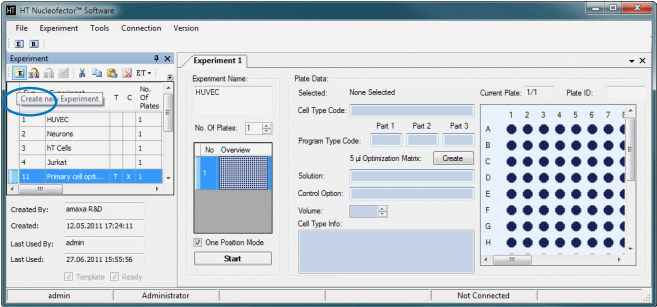 HT Nucleofector™ Software
File Experiment Tools Connection Version
E R
Experiment
ET
Create new Experiment
Experiment T C No. Of Plates
1 HUVEC 1
2 Neurons 1
3 hT Cells 1
4 Jurkat 1
11 Primary cell opti... T X 1
Created By: amaxa R&D
Created: 12.05.2011 17:24:11
Last Used By: admin
Last Used: 27.06.2011 15:55:56
Template Ready
Experiment 1
Experiment Name:
HUVEC
No. Of Plates: 1
No Overview
1
One Position Mode
Start
Plate Data:
Selected: None Selected
Cell Type Code:
Part 1 Part 2 Part 3
Program Type Code:
5 µl Optimization Matrix: Create
Solution:
Control Option:
Volume:
Cell Type Info:
Current Plate: 1/1 Plate ID:
1 2 3 4 5 6 7 8
A
B
C
D
E
F
G
H
admin Administrator Not Connected